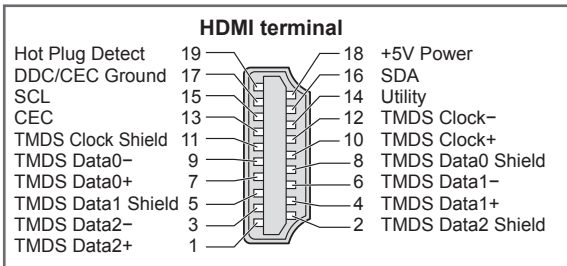 HDMI terminal
Hot Plug Detect 19 18 +5V Power
DDC/CEC Ground 17 16 SDA
SCL 15 14 Utility
CEC 13 12 TMDS Clock−
TMDS Clock Shield 11 10 TMDS Clock+
TMDS Data0− 9 8 TMDS Data0 Shield
TMDS Data0+ 7 6 TMDS Data1−
TMDS Data1 Shield 5 4 TMDS Data1+
TMDS Data2− 3 2 TMDS Data2 Shield
TMDS Data2+ 1